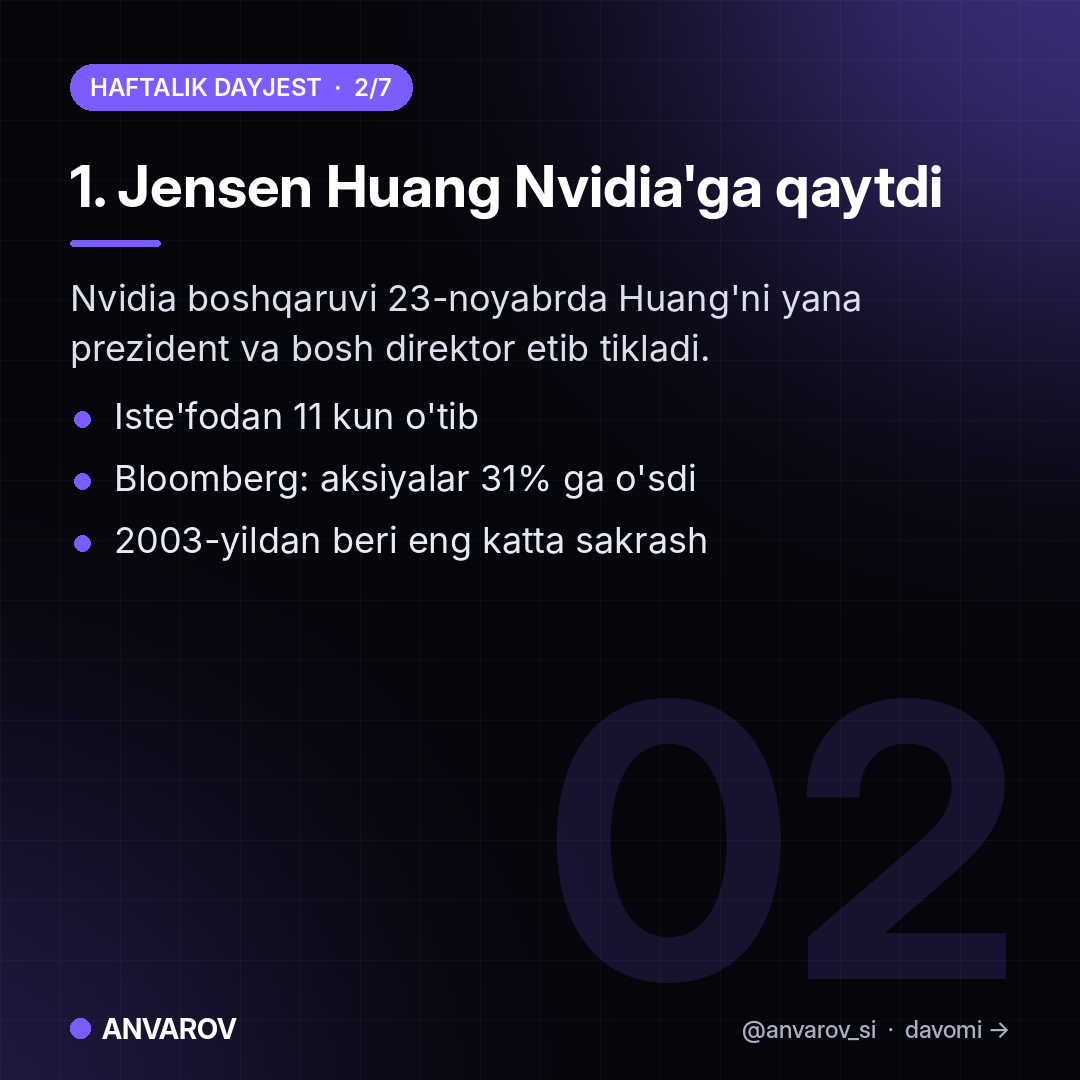 HAFTALIK DAYJEST · 2/7
1. Jensen Huang Nvidia'ga qaytdi
Nvidia boshqaruvi 23-noyabrda Huang'ni yana
prezident va bosh direktor etib tikladi.
Iste'fodan 11 kun o'tib
Bloomberg: aksiyalar 31% ga o'sdi
2003-yildan beri eng katta sakrash
02
ANVAROV
@anvarov_si · davomi →